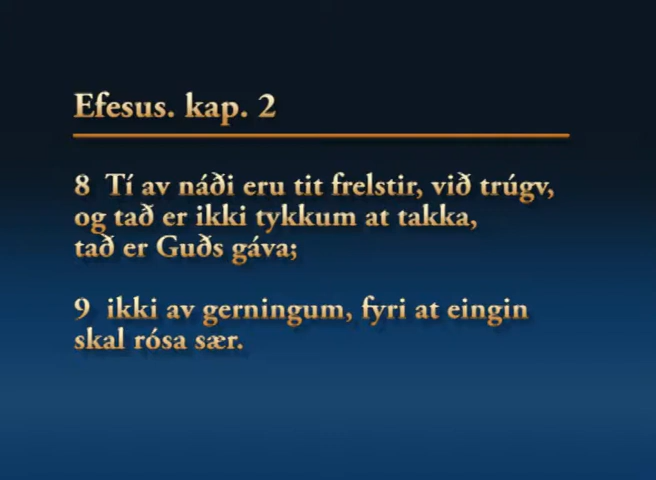 Efesus. kap. 2
8 Tí av náði eru tit frelstir, við trúgv,
og tað er ikki tykkum at takka,
tað er Guðs gáva;
9 ikki av gerningum, fyri at eingin
skal rósa sær.